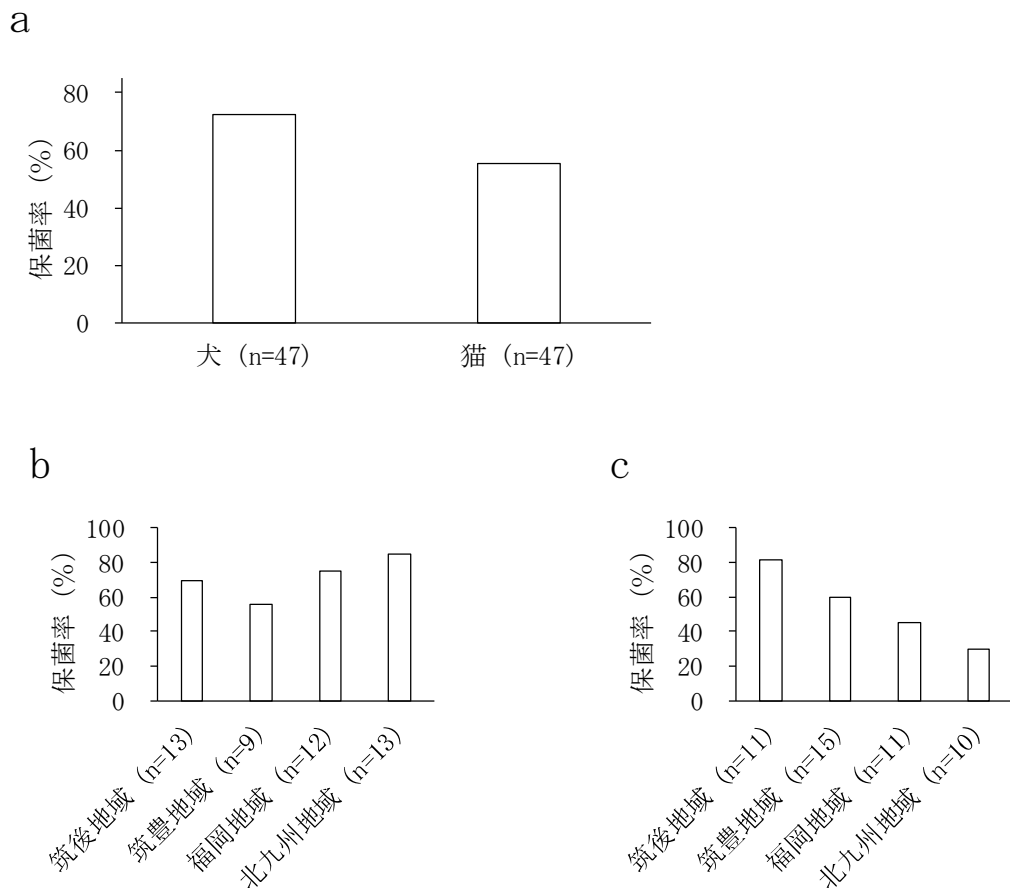 a
保菌率 (%)
80
60
40
20
0
犬 (n=47)
猫 (n=47)
b
保菌率 (%)
100
80
60
40
20
0
筑後地域 (n=13)
筑豊地域 (n=9)
福岡地域 (n=12)
北九州地域 (n=13)
c
保菌率 (%)
100
80
60
40
20
0
筑後地域 (n=11)
筑豊地域 (n=15)
福岡地域 (n=11)
北九州地域 (n=10)